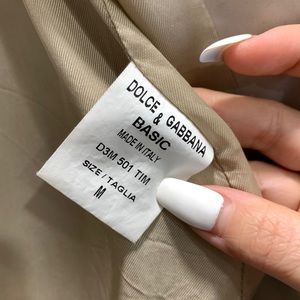 DOLCE & GABBANA
BASIC
MADE IN ITALY
D3M 501 TIM
SIZE / TAGLIA
M